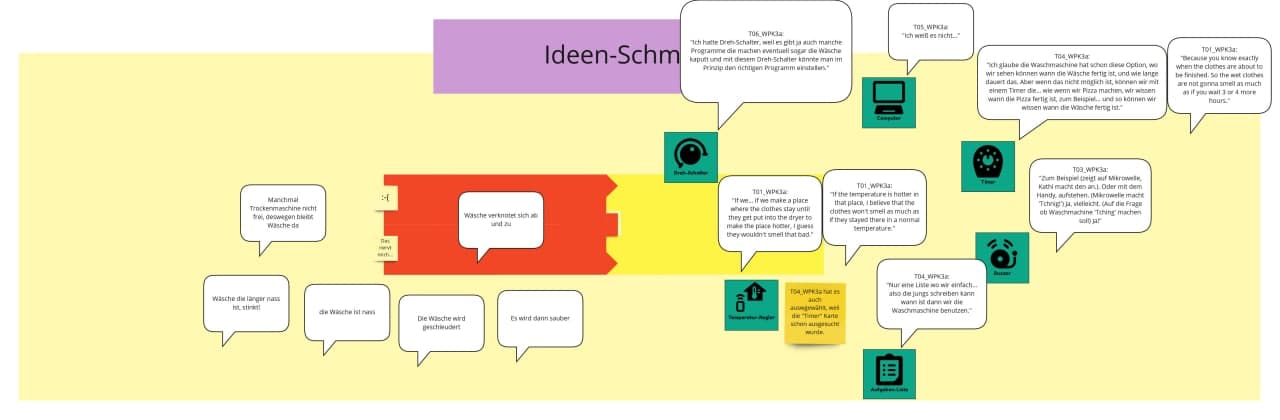 Ideen-Schm
T06_WPK3a:
"Ich hatte Dreh-Schalter, weil es gibt ja auch manche
Programme die machen eventuell sogar die Wäsche
kaputt und mit diesem Dreh-Schalter könnte man im
Prinzip den richtigen Programm einstellen."
T05_WPK3a:
"Ich weiß es nicht..."
T04_WPK3a:
"Ich glaube die Waschmaschine hat schon diese Option, wo
wir sehen können wann die Wäsche fertig ist, und wie lange
dauert das. Aber wenn das nicht möglich ist, können wir mit
einem Timer die... wie wenn wir Pizza machen, wir wissen
wann die Pizza fertig ist, zum Beispiel... und so können wir
wissen wann die Wäsche fertig ist."
T01_WPK3a:
"Because you know exactly
when the clothes are about to
be finished. So the wet clothes
are not gonna smell as much
as if you wait 3 or 4 more
hours."
Computer
Dreh-Schalter
Timer
T03_WPK3a:
"Zum Beispiel (zeigt auf Mikrowelle,
Kathi macht den an.). Oder mit dem
Handy, aufstehen. (Mikrowelle macht
'Tching!') Ja, vielleicht. (Auf die Frage
ob Waschmachine 'Tching' machen
soll) Ja!"
Manchmal
Trockenmaschine nicht
frei, deswegen bleibt
Wäsche da
:-(
Das
nervt
mich...
Wäsche verknotet sich ab
und zu
T01_WPK3a:
"If we... if we make a place
where the clothes stay until
they get put into the dryer to
make the place hotter, I guess
they wouldn't smell that bad."
T01_WPK3a:
"If the temperature is hotter in
that place, I believe that the
clothes won't smell as much as
if they stayed there in a normal
temperature."
Buzzer
Wäsche die länger nass
ist, stinkt!
die Wäsche ist nass
Die Wäsche wird
geschleudert
Es wird dann sauber
Temperatur-Regler
T04_WPK3a hat es
auch
ausgewählt, weil
die "Timer" Karte
schon ausgesucht
wurde.
T04_WPK3a:
"Nur eine Liste wo wir einfach...
also die Jungs schreiben kann
wann ist dann wir die
Waschmaschine benutzen."
Aufgaben-Liste